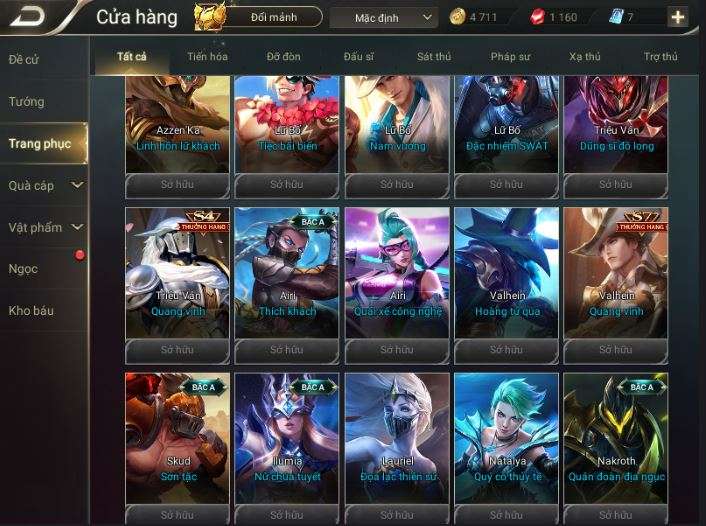 Cửa hàng
Đổi mảnh
Mặc định
4 711
1 160
7
Đề cử
Tướng
Trang phục
Quà cáp
Vật phẩm
Ngọc
Kho báu
Tất cả
Tiến hóa
Đỡ đòn
Đấu sĩ
Sát thủ
Pháp sư
Xạ thủ
Trợ thủ
Azzen'Ka
Linh hồn lữ khách
Sở hữu
Lữ Bố
Tiệc bãi biển
Sở hữu
Lữ Bố
Nam vương
Sở hữu
Lữ Bố
Đặc nhiệm SWAT
Sở hữu
Triệu Vân
Dũng sĩ đồ long
Sở hữu
S4
THƯỞNG HẠNG
Triệu Vân
Quang vinh
Sở hữu
BẬC A
Airi
Thích khách
Sở hữu
Airi
Quái xế công nghệ
Sở hữu
Valhein
Hoàng tử quạ
Sở hữu
THƯỞNG HẠNG
Valhein
Quang vinh
Sở hữu
BẬC A
Skud
Sơn tặc
Sở hữu
BẬC A
Ilumia
Nữ chúa tuyết
Sở hữu
Lauriel
Đọa lạc thiên sứ
Sở hữu
Natalya
Quý cô thủy tề
Sở hữu
BẬC A
Nakroth
Quân đoàn địa ngục
Sở hữu